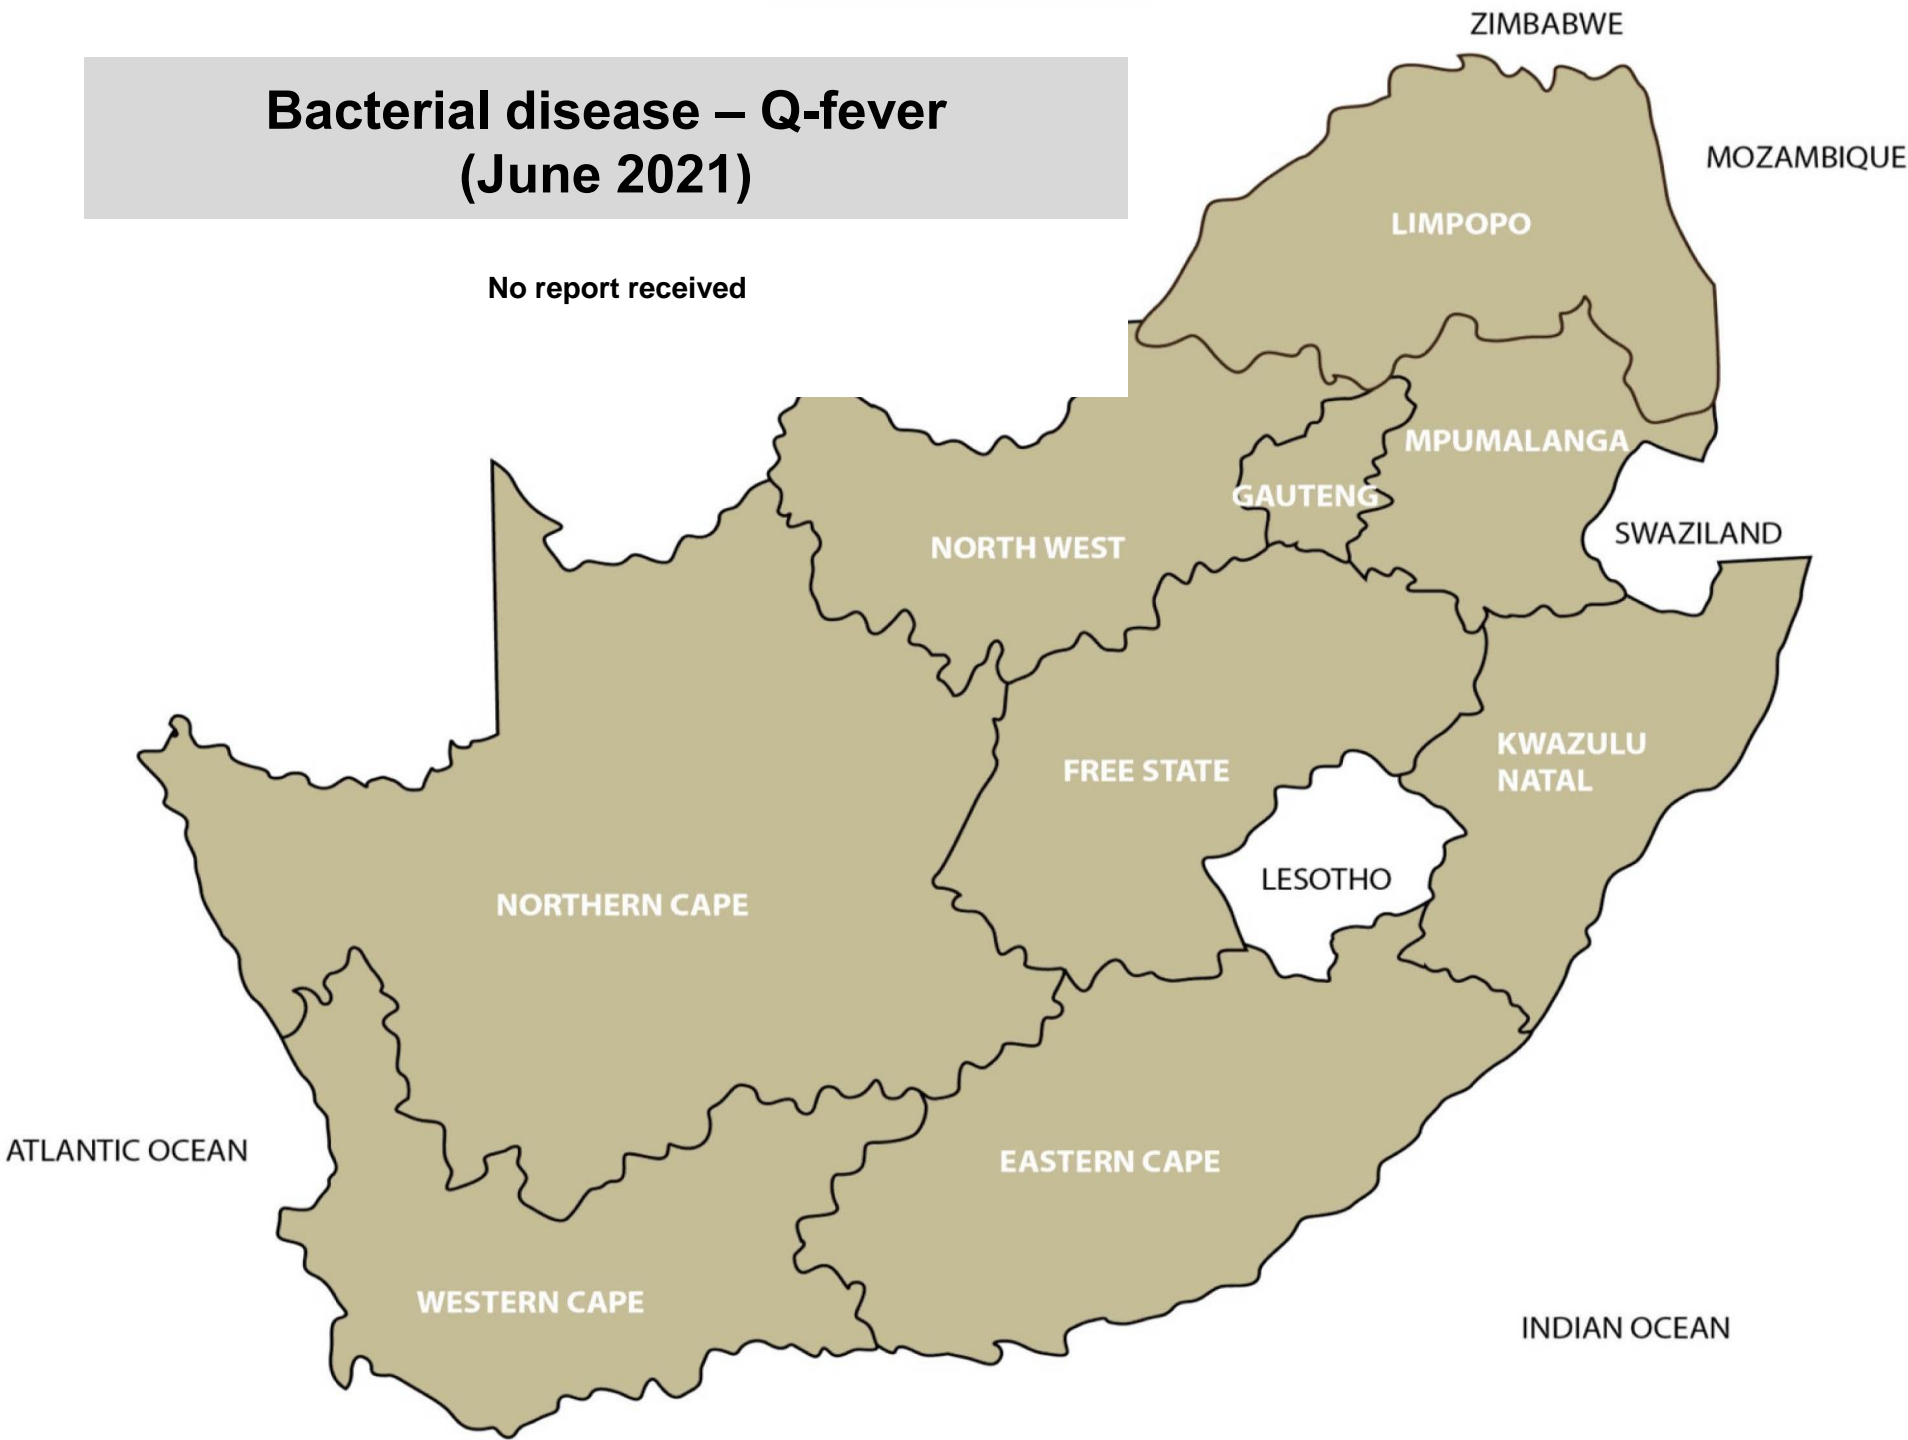 ZIMBABWE
Bacterial disease – Q-fever
(June 2021)
MOZAMBIQUE
LIMPOPO
No report received
MPUMALANGA
GAUTENG
SWAZILAND
NORTH WEST
KWAZULU
NATAL
FREE STATE
LESOTHO
NORTHERN CAPE
ATLANTIC OCEAN
EASTERN CAPE
WESTERN CAPE
INDIAN OCEAN